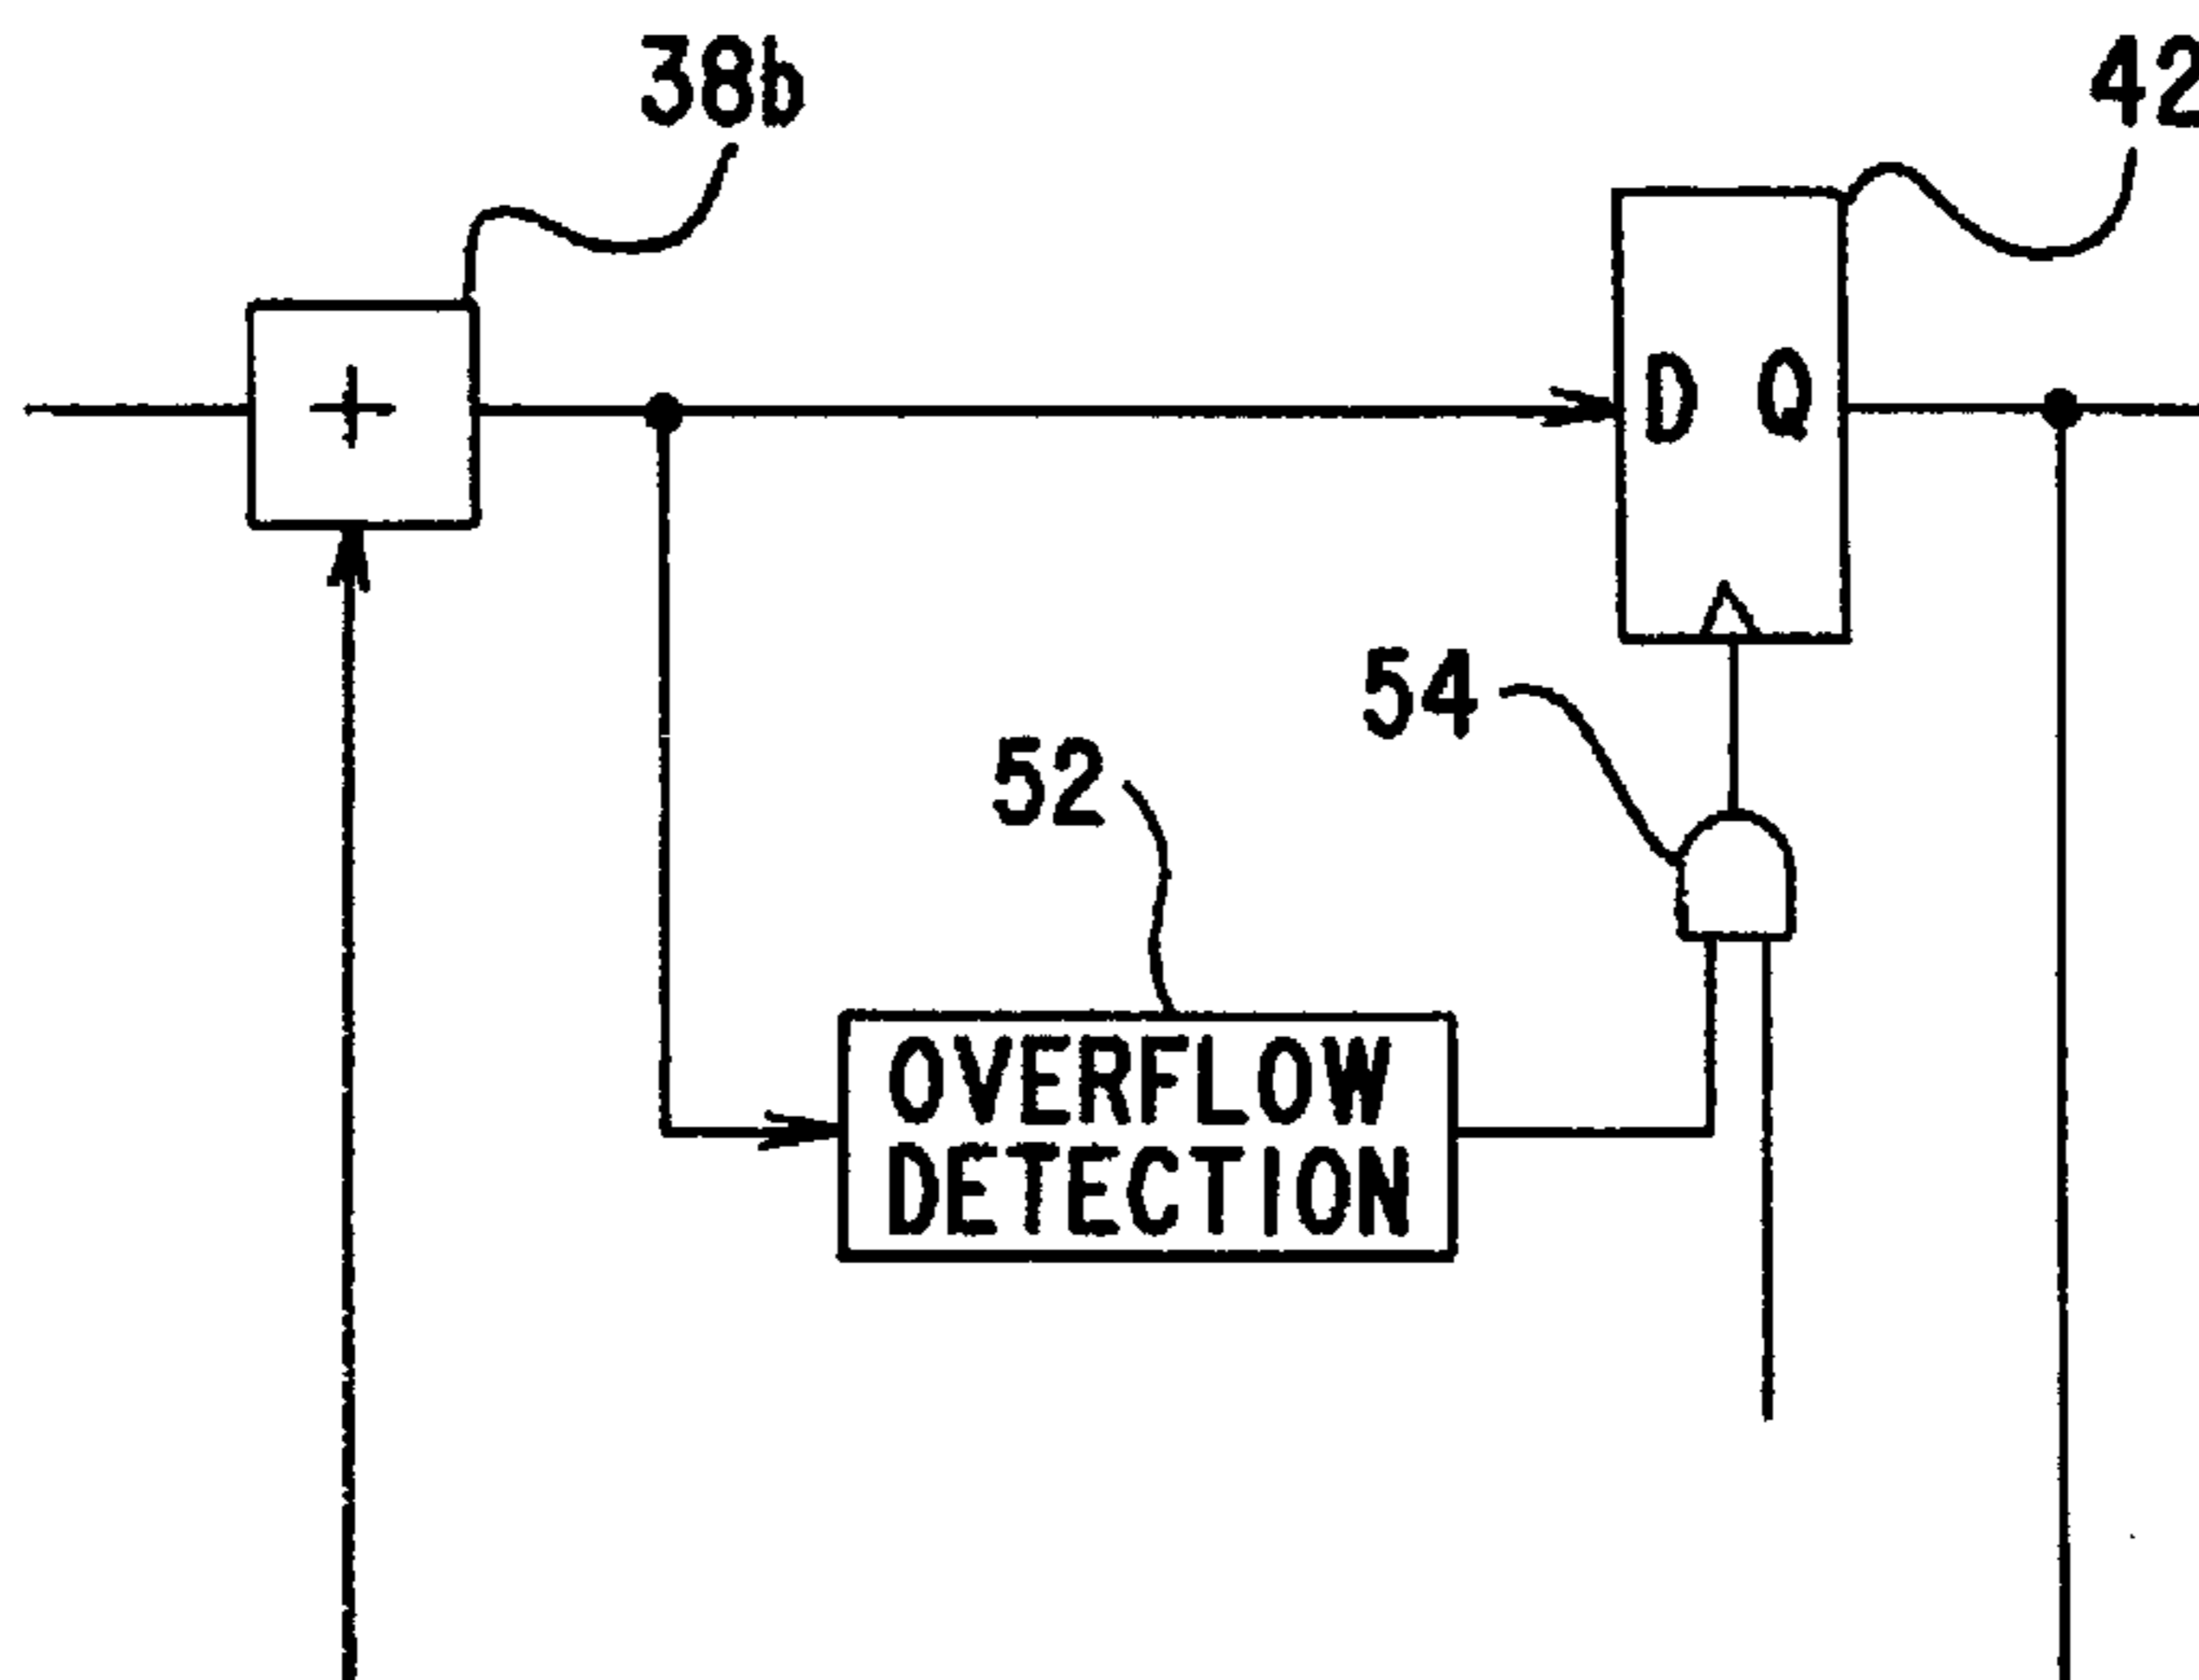 38b
42
+
D Q
54
52
OVERFLOW
DETECTION